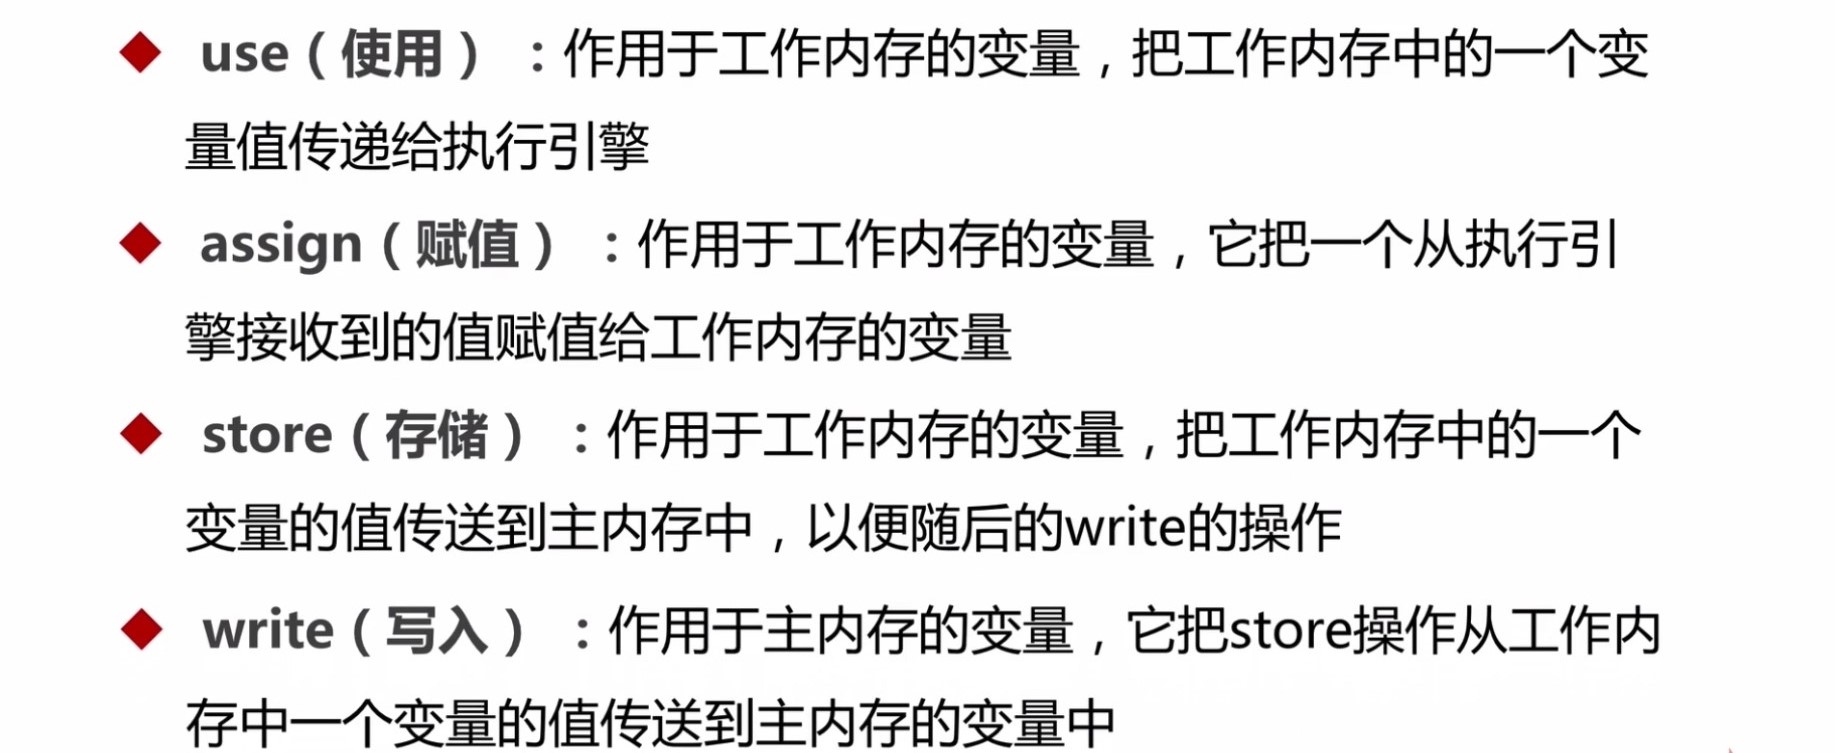 ◆ use（使用）：作用于工作内存的变量，把工作内存中的一个变
量值传递给执行引擎
◆ assign（赋值）：作用于工作内存的变量，它把一个从执行引
擎接收到的值赋值给工作内存的变量
◆ store（存储）：作用于工作内存的变量，把工作内存中的一个
变量的值传送到主内存中，以便随后的write的操作
◆ write（写入）：作用于主内存的变量，它把store操作从工作内
存中一个变量的值传送到主内存的变量中